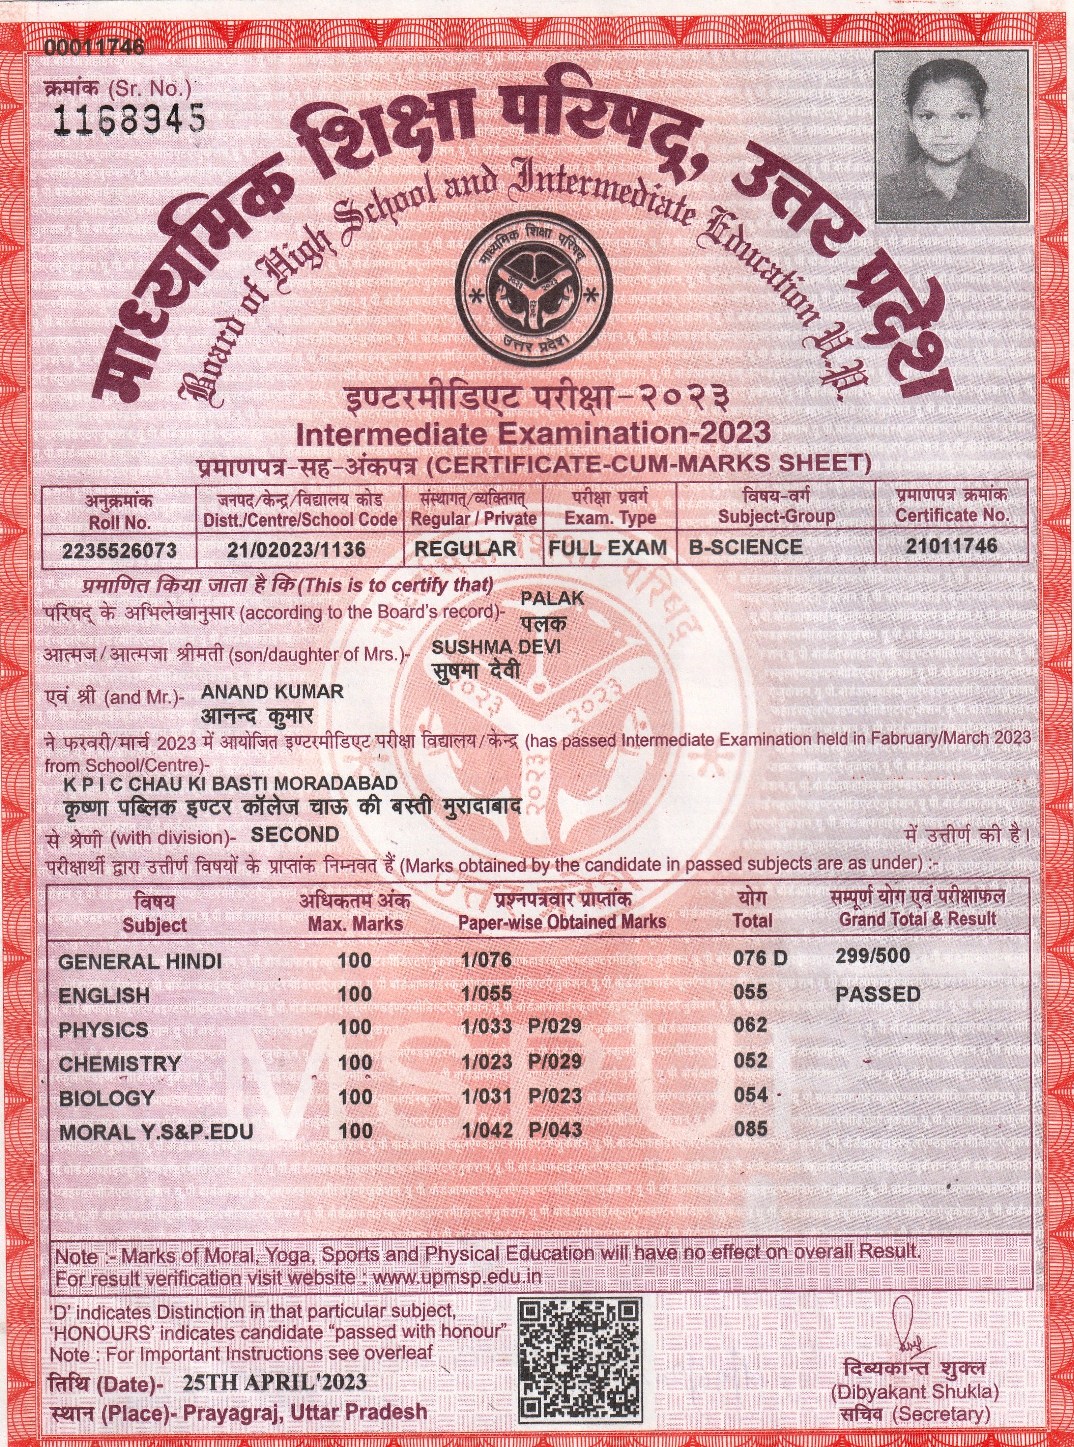 00011746
क्रमांक (Sr. No.)
1168945
माध्यमिक शिक्षा परिषद्, उत्तर प्रदेश
Board of High School and Intermediate Education U.P.
माध्यमिक शिक्षा परिषद्
उत्तर प्रदेश
इण्टरमीडिएट परीक्षा-२०२३
Intermediate Examination-2023
प्रमाणपत्र-सह-अंकपत्र (CERTIFICATE-CUM-MARKS SHEET)
अनुक्रमांक जनपद/केन्द्र/विद्यालय कोड संस्थागत्/व्यक्तिगत् परीक्षा प्रवर्ग विषय-वर्ग प्रमाणपत्र क्रमांक
Roll No. Distt./Centre/School Code Regular / Private Exam. Type Subject-Group Certificate No.
2235526073 21/02023/1136 REGULAR FULL EXAM B-SCIENCE 21011746
प्रमाणित किया जाता है कि (This is to certify that)
परिषद् के अभिलेखानुसार (according to the Board's record)- PALAK
पलक
आत्मज/आत्मजा श्रीमती (son/daughter of Mrs.)- SUSHMA DEVI
सुषमा देवी
एवं श्री (and Mr.)- ANAND KUMAR
आनन्द कुमार
ने फरवरी/मार्च 2023 में आयोजित इण्टरमीडिएट परीक्षा विद्यालय/केन्द्र (has passed Intermediate Examination held in Fabruary/March 2023
from School/Centre)-
K P I C CHAU KI BASTI MORADABAD
कृष्णा पब्लिक इण्टर कॉलेज चाऊ की बस्ती मुरादाबाद
से श्रेणी (with division)- SECOND में उत्तीर्ण की है।
परीक्षार्थी द्वारा उत्तीर्ण विषयों के प्राप्तांक निम्नवत हैं (Marks obtained by the candidate in passed subjects are as under) :-
विषय अधिकतम अंक प्रश्नपत्रवार प्राप्तांक योग सम्पूर्ण योग एवं परीक्षाफल
Subject Max. Marks Paper-wise Obtained Marks Total Grand Total & Result
GENERAL HINDI 100 1/076 076 D 299/500
ENGLISH 100 1/055 055 PASSED
PHYSICS 100 1/033 P/029 062
CHEMISTRY 100 1/023 P/029 052
BIOLOGY 100 1/031 P/023 054
MORAL Y.S&P.EDU 100 1/042 P/043 085
MSPUP
Note :- Marks of Moral, Yoga, Sports and Physical Education will have no effect on overall Result.
For result verification visit website : www.upmsp.edu.in
'D' indicates Distinction in that particular subject,
'HONOURS' indicates candidate "passed with honour"
Note : For Important Instructions see overleaf
तिथि (Date)- 25TH APRIL'2023
स्थान (Place)- Prayagraj, Uttar Pradesh
दिब्यकान्त शुक्ल
(Dibyakant Shukla)
सचिव (Secretary)